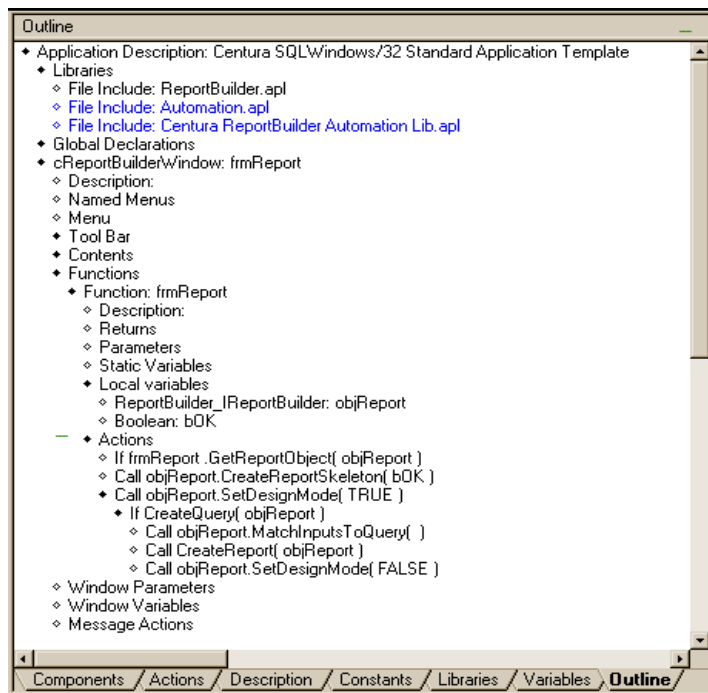 Outline
Application Description: Centura SQLWindows/32 Standard Application Template
Libraries
File Include: ReportBuilder.apl
File Include: Automation.apl
File Include: Centura ReportBuilder Automation Lib.apl
Global Declarations
cReportBuilderWindow: frmReport
Description:
Named Menus
Menu
Tool Bar
Contents
Functions
Function: frmReport
Description:
Returns
Parameters
Static Variables
Local variables
ReportBuilder_IReportBuilder: objReport
Boolean: bOK
Actions
If frmReport .GetReportObject( objReport )
Call objReport.CreateReportSkeleton( bOK )
Call objReport.SetDesignMode( TRUE )
If CreateQuery( objReport )
Call objReport.MatchInputsToQuery(  )
Call CreateReport( objReport )
Call objReport.SetDesignMode( FALSE )
Window Parameters
Window Variables
Message Actions
Components Actions Description Constants Libraries Variables Outline